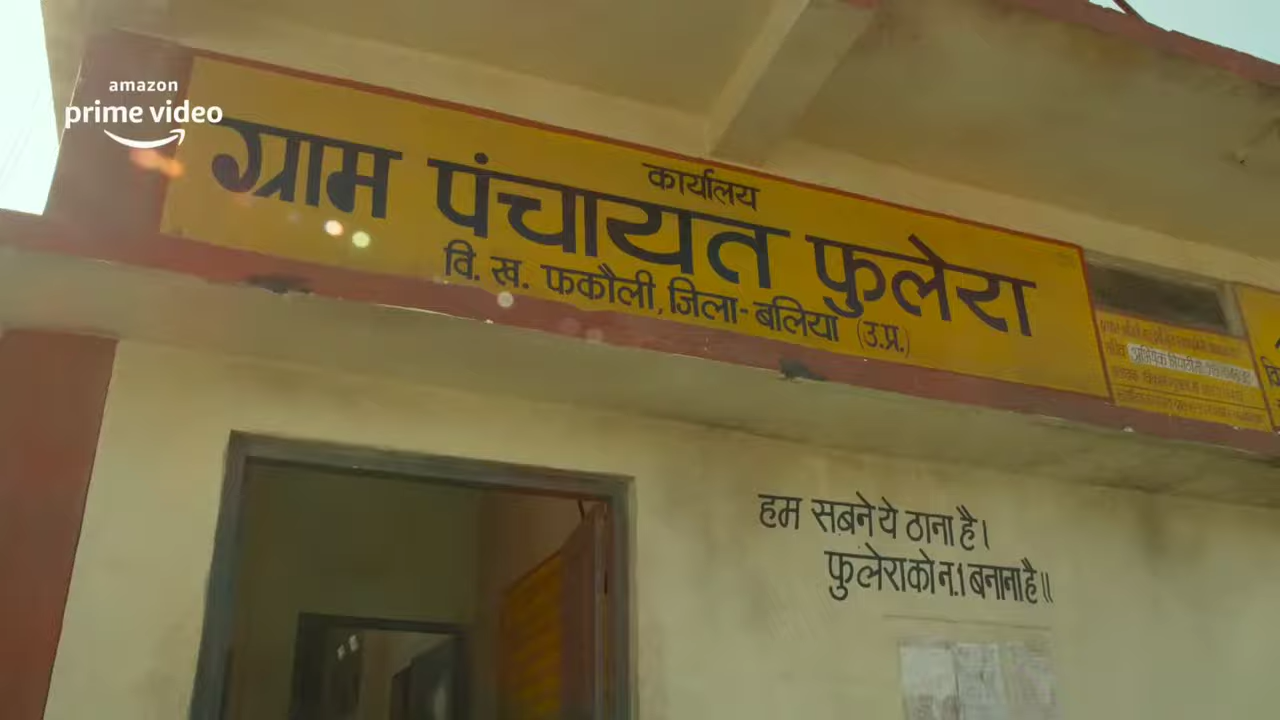 amazon
prime video
कार्यालय
ग्राम पंचायत फुलेरा
वि. ख. फकौली, जिला-बलिया (उ.प्र.)
हम सबने ये ठाना है।
फुलेरा को न.1 बनाना है॥